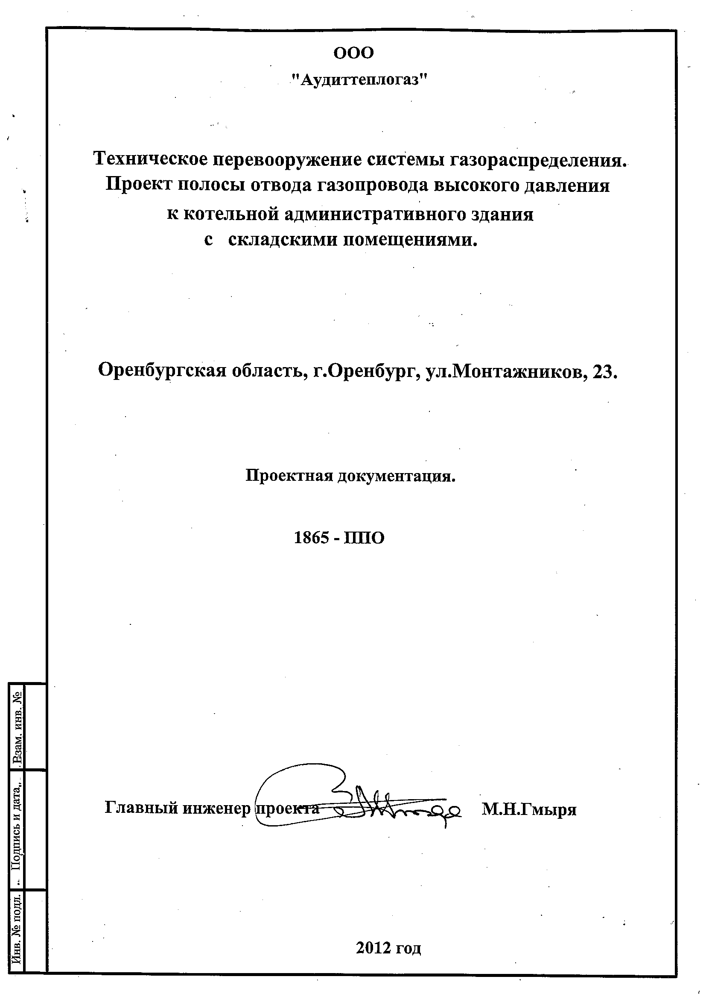 ООО
"Аудиттеплогаз"
Техническое перевооружение системы газораспределения.
Проект полосы отвода газопровода высокого давления
к котельной административного здания
с складскими помещениями.
Оренбургская область, г.Оренбург, ул.Монтажников, 23.
Проектная документация.
1865 - ППО
Главный инженер проекта М.Н.Гмыря
2012 год
Взам. инв. №
Подпись и дата
Инв. № подл.